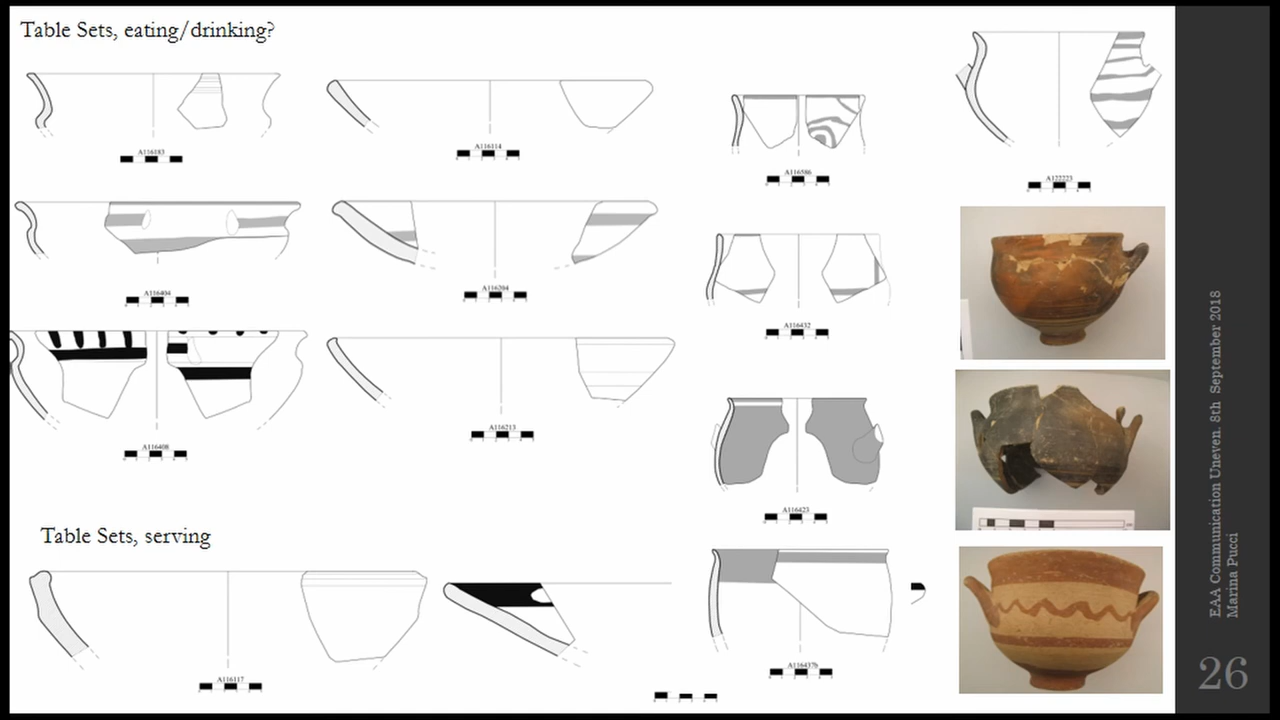 Table Sets, eating/drinking?
A116183
A116114
A116586
A122223
A116404
A116204
A116432
A116408
A116213
A116423
Table Sets, serving
A116117
A116437b
EAA Communication Uneven. 8th September 2018
Marina Pucci
26